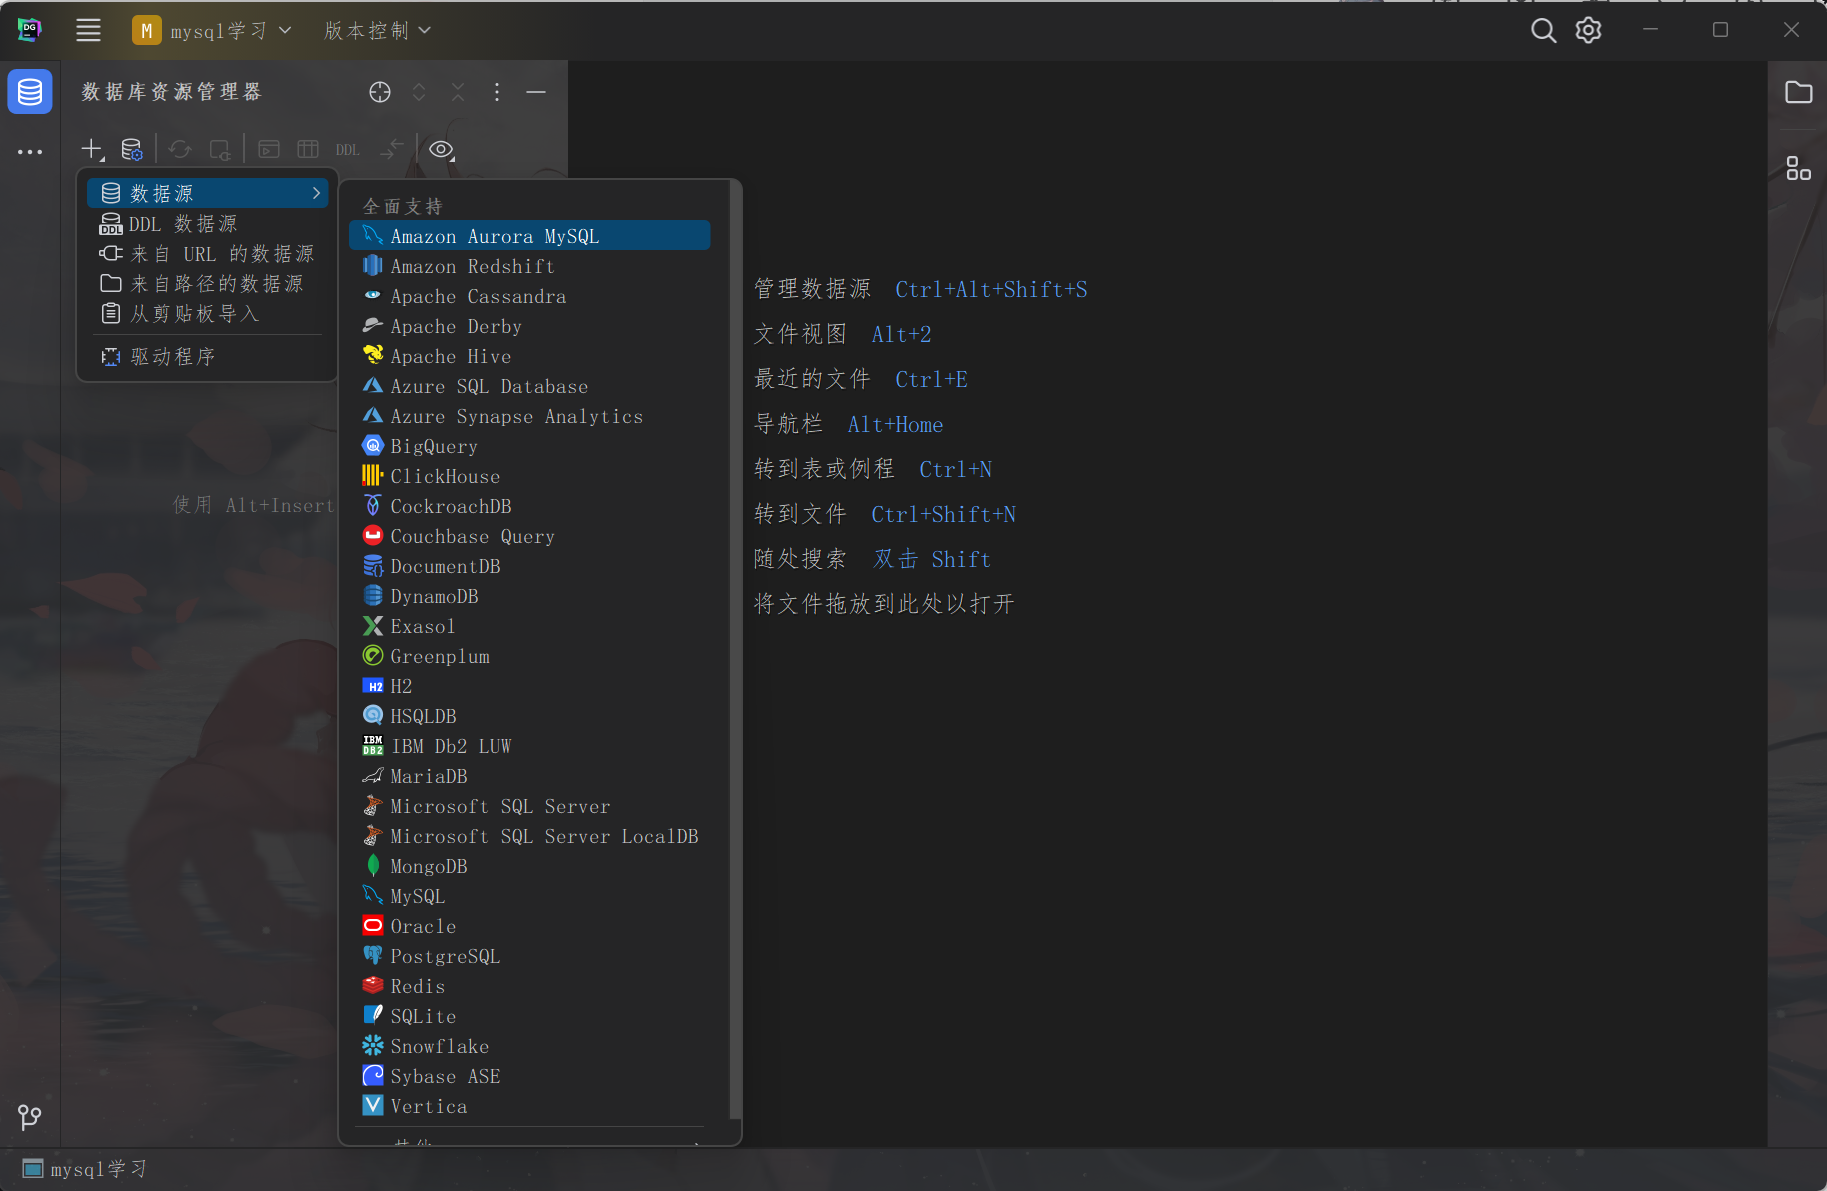 DG
M mysql学习
版本控制
数据库资源管理器
DDL
数据源
DDL 数据源
来自 URL 的数据源
来自路径的数据源
从剪贴板导入
驱动程序
使用 Alt+Insert
全面支持
Amazon Aurora MySQL
Amazon Redshift
Apache Cassandra
Apache Derby
Apache Hive
Azure SQL Database
Azure Synapse Analytics
BigQuery
ClickHouse
CockroachDB
Couchbase Query
DocumentDB
DynamoDB
Exasol
Greenplum
H2
HSQLDB
IBM Db2 LUW
MariaDB
Microsoft SQL Server
Microsoft SQL Server LocalDB
MongoDB
MySQL
Oracle
PostgreSQL
Redis
SQLite
Snowflake
Sybase ASE
Vertica
管理数据源 Ctrl+Alt+Shift+S
文件视图 Alt+2
最近的文件 Ctrl+E
导航栏 Alt+Home
转到表或例程 Ctrl+N
转到文件 Ctrl+Shift+N
随处搜索 双击 Shift
将文件拖放到此处以打开
mysql学习